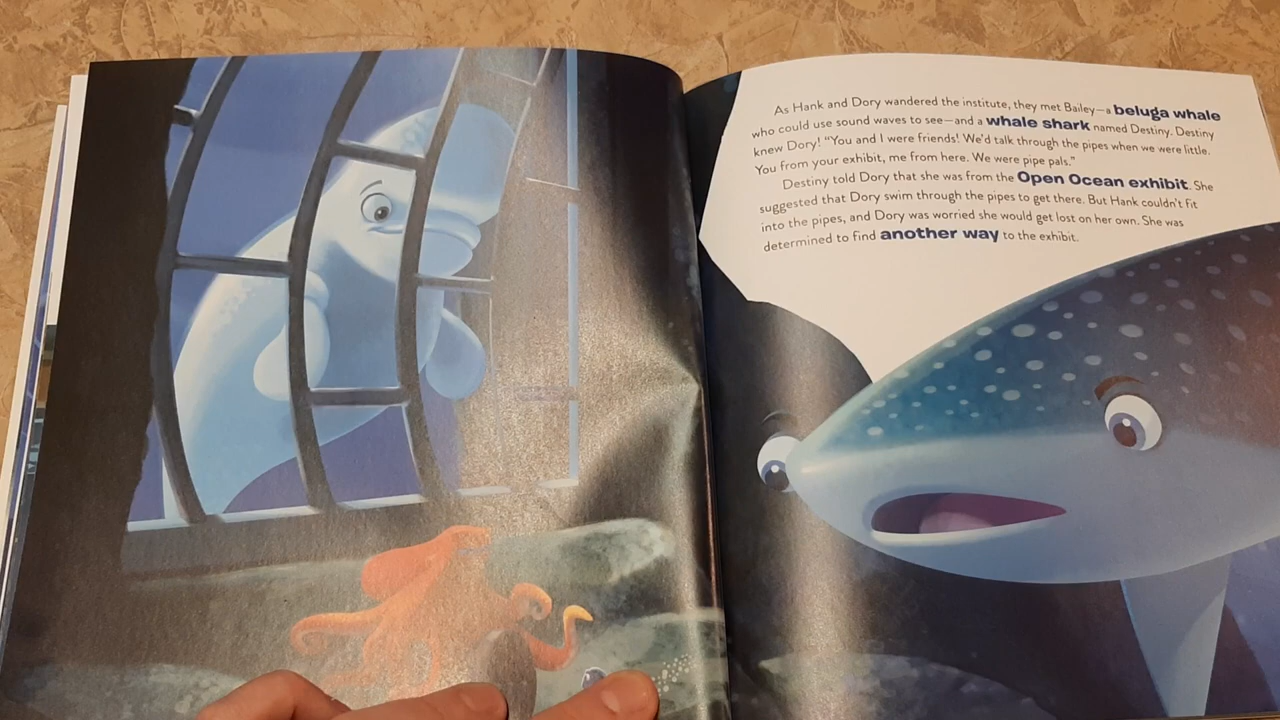 As Hank and Dory wandered the institute, they met Bailey—a beluga whale
who could use sound waves to see—and a whale shark named Destiny. Destiny
knew Dory! “You and I were friends! We'd talk through the pipes when we were little.
You from your exhibit, me from here. We were pipe pals.”
Destiny told Dory that she was from the Open Ocean exhibit. She
suggested that Dory swim through the pipes to get there. But Hank couldn't fit
into the pipes, and Dory was worried she would get lost on her own. She was
determined to find another way to the exhibit.